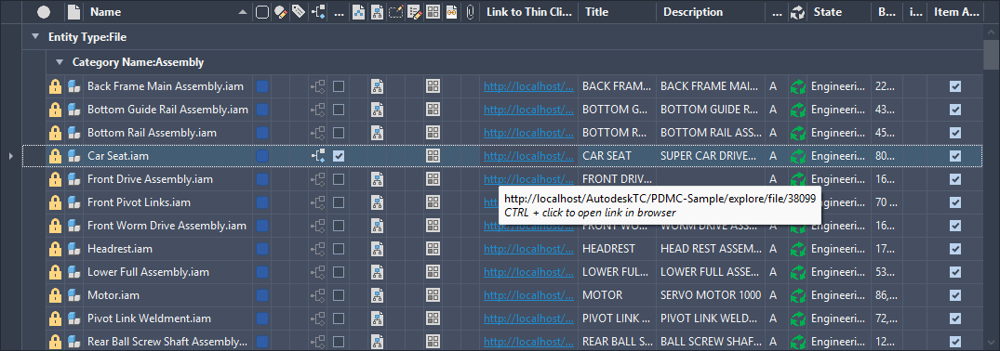 Name ... Link to Thin Cli... Title Description ... State B... i... Item A...
Entity Type:File
Category Name:Assembly
Back Frame Main Assembly.iam http://localhost/... BACK FRAM... BACK FRAME MAI... A Engineeri... 22...
Bottom Guide Rail Assembly.iam http://localhost/... BOTTOM G... BOTTOM GUIDE R... A Engineeri... 43...
Bottom Rail Assembly.iam http://localhost/... BOTTOM R... BOTTOM RAIL ASS... A Engineeri... 45...
Car Seat.iam http://localhost/... CAR SEAT SUPER CAR DRIVE... A Engineeri... 80...
Front Drive Assembly.iam http://localhost/... FRONT DRIV... A Engineeri... 16...
Front Pivot Links.iam A Engineeri... 70 ...
http://localhost/AutodeskTC/PDMC-Sample/explore/file/38099
CTRL + click to open link in browser
Front Worm Drive Assembly.iam http://localhost/... FRONT WO... WORM DRIVE ASS... A Engineeri... 16...
Headrest.iam http://localhost/... HEADREST HEAD REST ASSEM... A Engineeri... 17...
Lower Full Assembly.iam http://localhost/... LOWER FUL... LOWER FULL ASSE... A Engineeri... 53...
Motor.iam http://localhost/... MOTOR SERVO MOTOR 1000 A Engineeri... 86,...
Pivot Link Weldment.iam http://localhost/... PIVOT LINK ... PIVOT LINK WELD... A Engineeri... 72,...
Rear Ball Screw Shaft Assembly... http://localhost/... REAR BALL S... BALL SCREW SHAF... A Engineeri... 12...